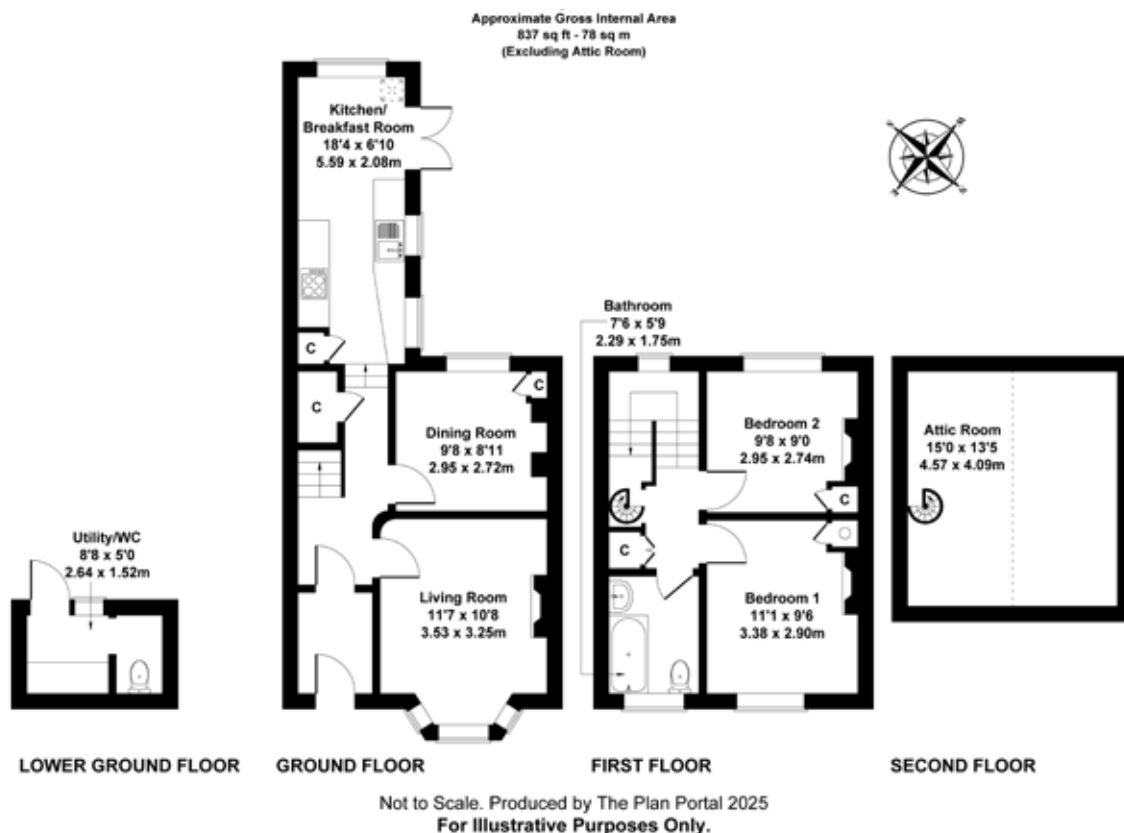 Approximate Gross Internal Area
837 sq ft - 78 sq m
(Excluding Attic Room)
Kitchen/
Breakfast Room
18'4 x 6'10
5.59 x 2.08m
C
C
C
Dining Room
9'8 x 8'11
2.95 x 2.72m
Living Room
11'7 x 10'8
3.53 x 3.25m
Utility/WC
8'8 x 5'0
2.64 x 1.52m
Bathroom
7'6 x 5'9
2.29 x 1.75m
Bedroom 2
9'8 x 9'0
2.95 x 2.74m
C
C
Bedroom 1
11'1 x 9'6
3.38 x 2.90m
Attic Room
15'0 x 13'5
4.57 x 4.09m
LOWER GROUND FLOOR
GROUND FLOOR
FIRST FLOOR
SECOND FLOOR
Not to Scale. Produced by The Plan Portal 2025
For Illustrative Purposes Only.